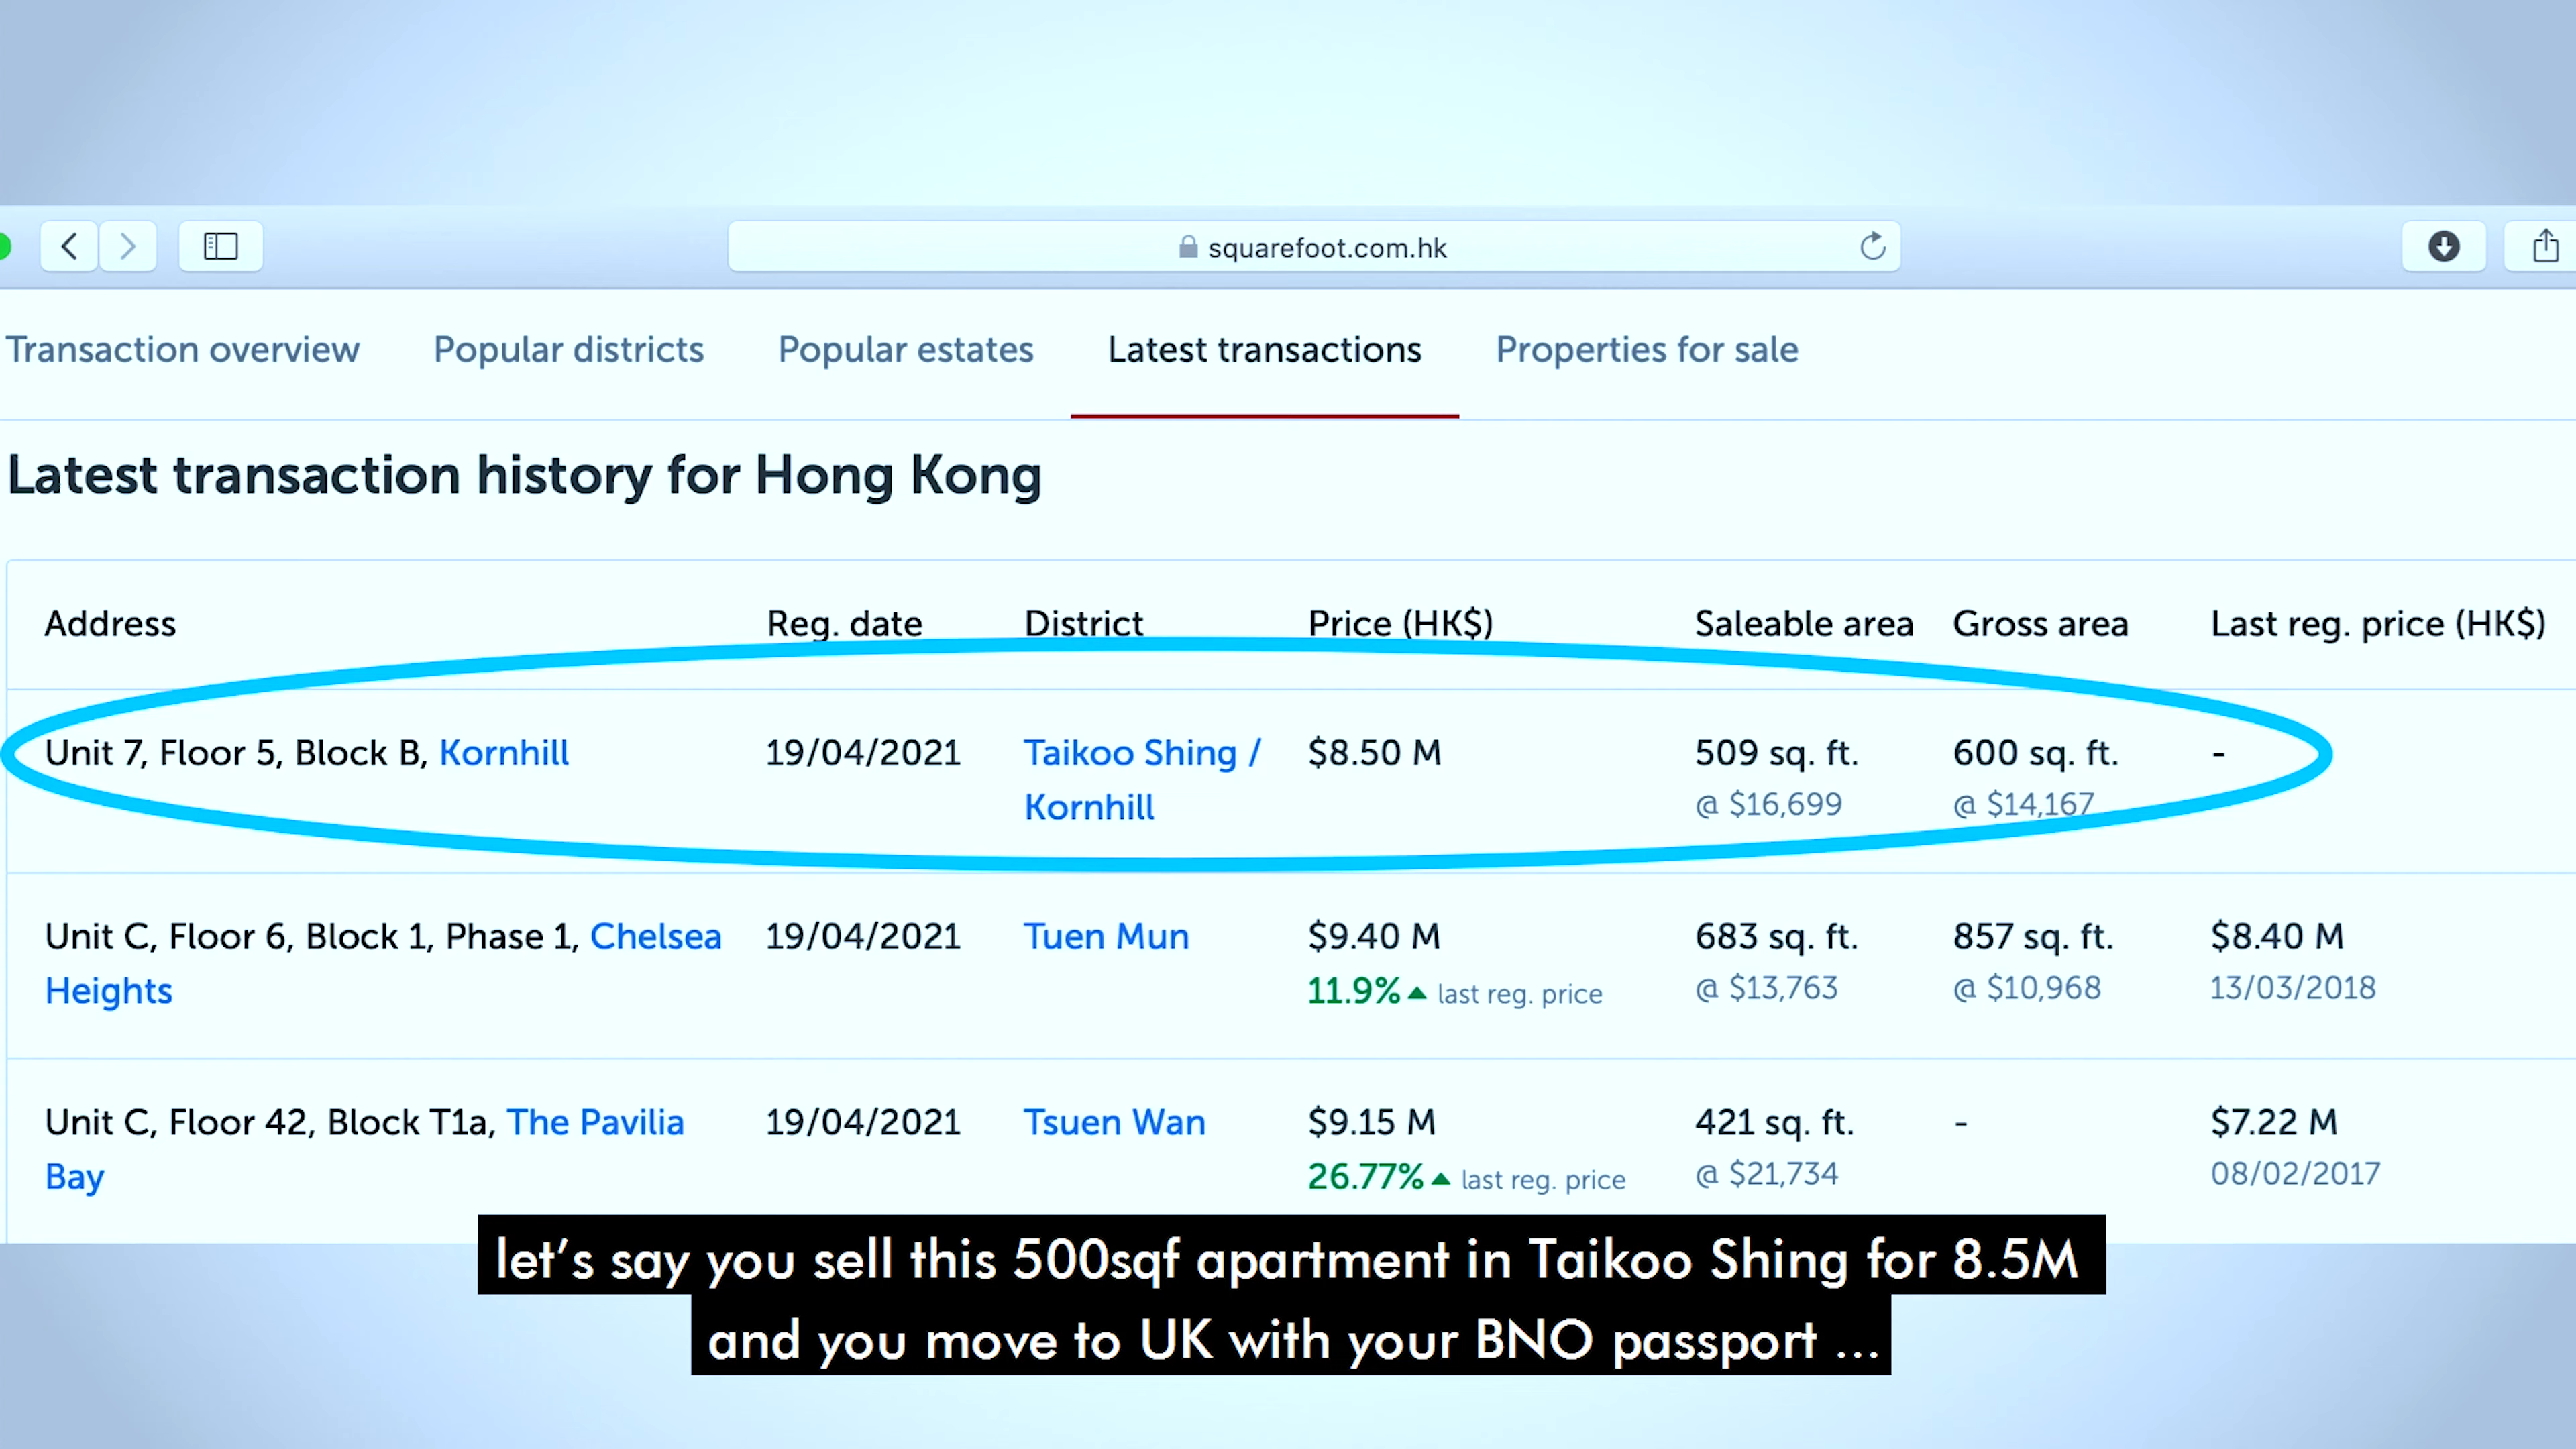 squarefoot.com.hk
Transaction overview Popular districts Popular estates Latest transactions Properties for sale
Latest transaction history for Hong Kong
Address Reg. date District Price (HK$) Saleable area Gross area Last reg. price (HK$)
Unit 7, Floor 5, Block B, Kornhill 19/04/2021 Taikoo Shing / $8.50 M 509 sq. ft. 600 sq. ft. -
Kornhill @ $16,699 @ $14,167
Unit C, Floor 6, Block 1, Phase 1, Chelsea 19/04/2021 Tuen Mun $9.40 M 683 sq. ft. 857 sq. ft. $8.40 M
Heights 11.9% last reg. price @ $13,763 @ $10,968 13/03/2018
Unit C, Floor 42, Block T1a, The Pavilia 19/04/2021 Tsuen Wan $9.15 M 421 sq. ft. - $7.22 M
Bay 26.77% last reg. price @ $21,734 08/02/2017
let's say you sell this 500sqf apartment in Taikoo Shing for 8.5M
and you move to UK with your BNO passport ...